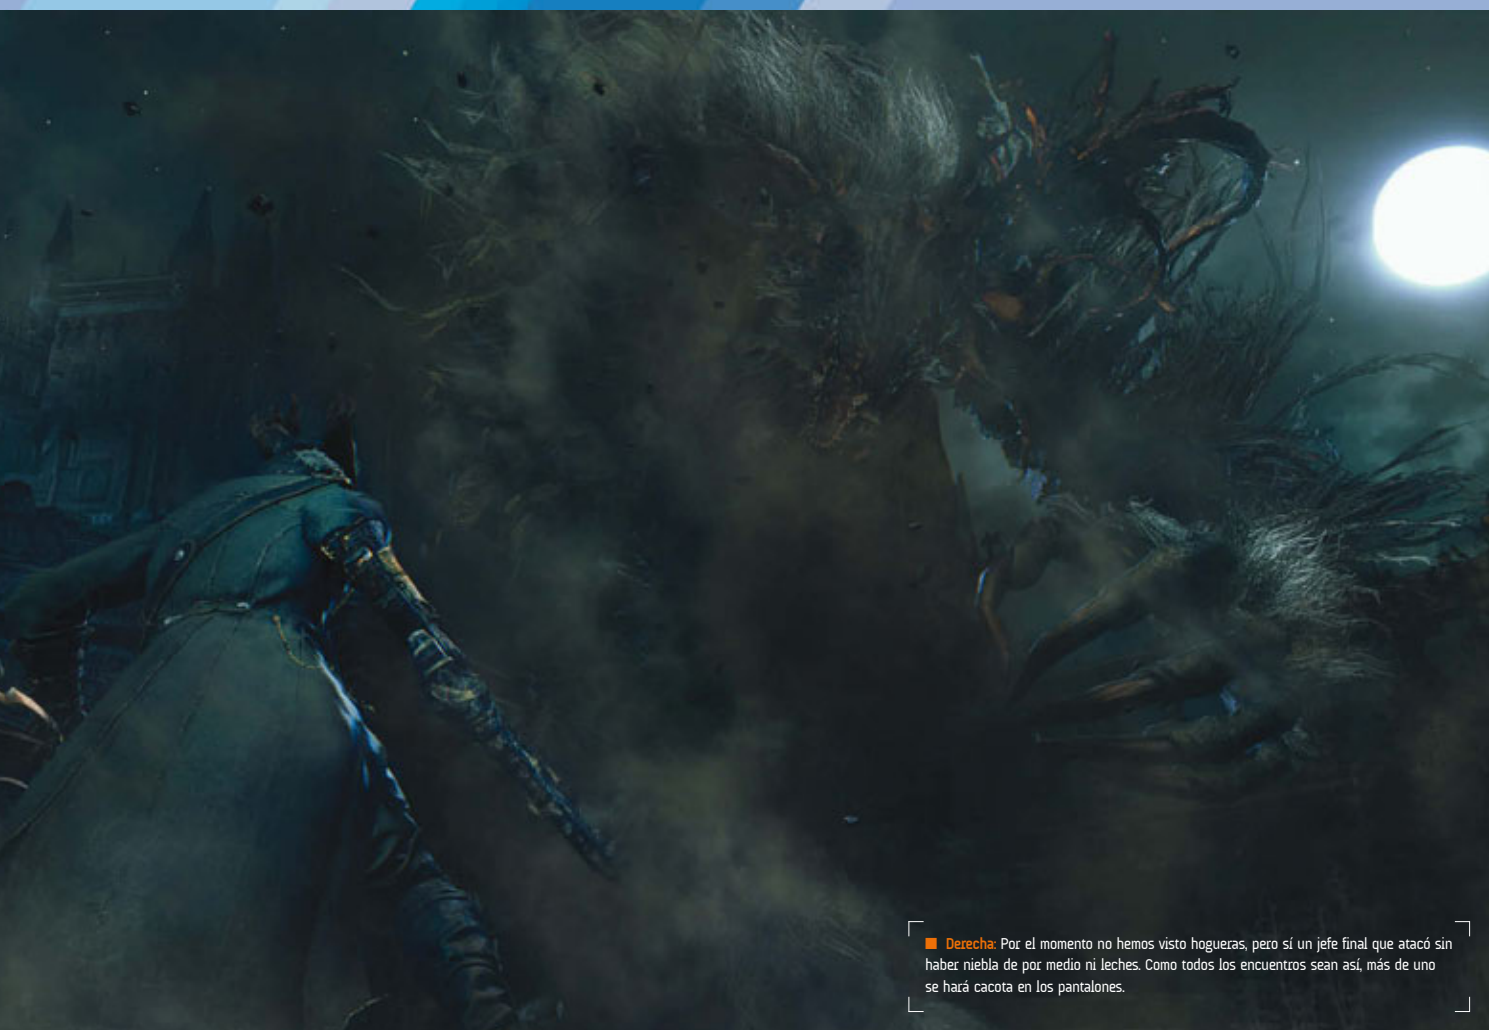 ■ Derecha: Por el momento no hemos visto hogueras, pero sí un jefe final que atacó sin
haber niebla de por medio ni leches. Como todos los encuentros sean así, más de uno
se hará cacota en los pantalones.